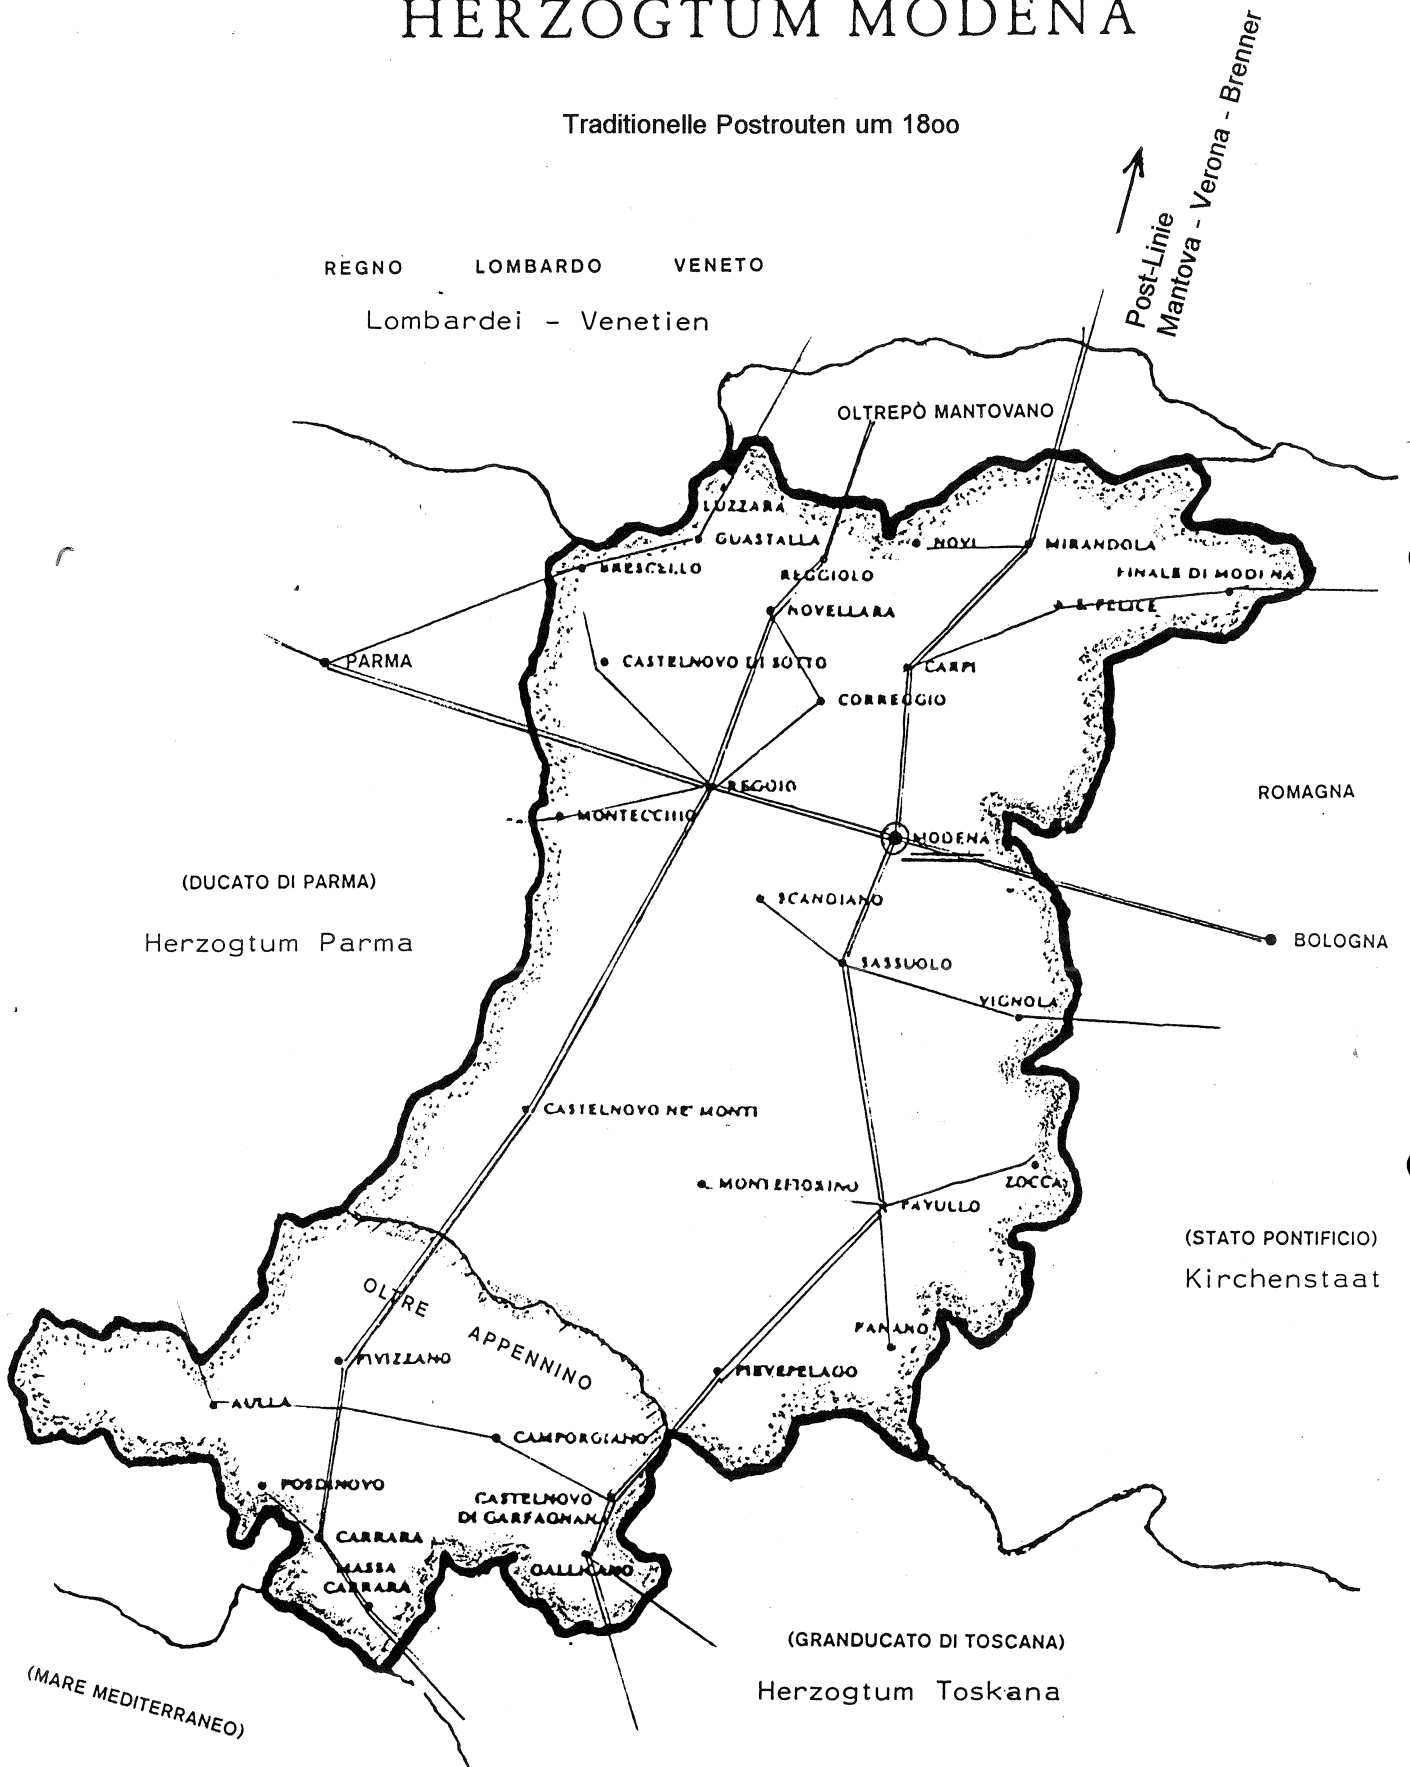 HERZOGTUM MODENA
Traditionelle Postrouten um 18oo
Post-Linie
Mantova - Verona - Brenner
REGNO LOMBARDO VENETO
Lombardei - Venetien
OLTREPÒ MANTOVANO
LUZZARA
GUASTALLA
NOVI
MIRANDOLA
BRESCELLO
REGGIOLO
FINALE DI MODENA
NOVELLARA
S. FELICE
PARMA
CASTELNOVO DI SOTTO
CARPI
CORREGGIO
REGGIO
ROMAGNA
MONTECCHIO
MODENA
(DUCATO DI PARMA)
SCANDIANO
Herzogtum Parma
BOLOGNA
SASSUOLO
VIGNOLA
CASTELNOVO NE' MONTI
MONTEFIORINO
ZOCCA
PAVULLO
(STATO PONTIFICIO)
Kirchenstaat
OLTRE APPENNINO
FANANO
FIVIZZANO
PIEVEPELAGO
AULLA
CAMPORGIANO
FOSDINOVO
CASTELNOVO
DI GARFAGNANA
CARRARA
MASSA
CARRARA
GALLICANO
(GRANDUCATO DI TOSCANA)
Herzogtum Toskana
(MARE MEDITERRANEO)